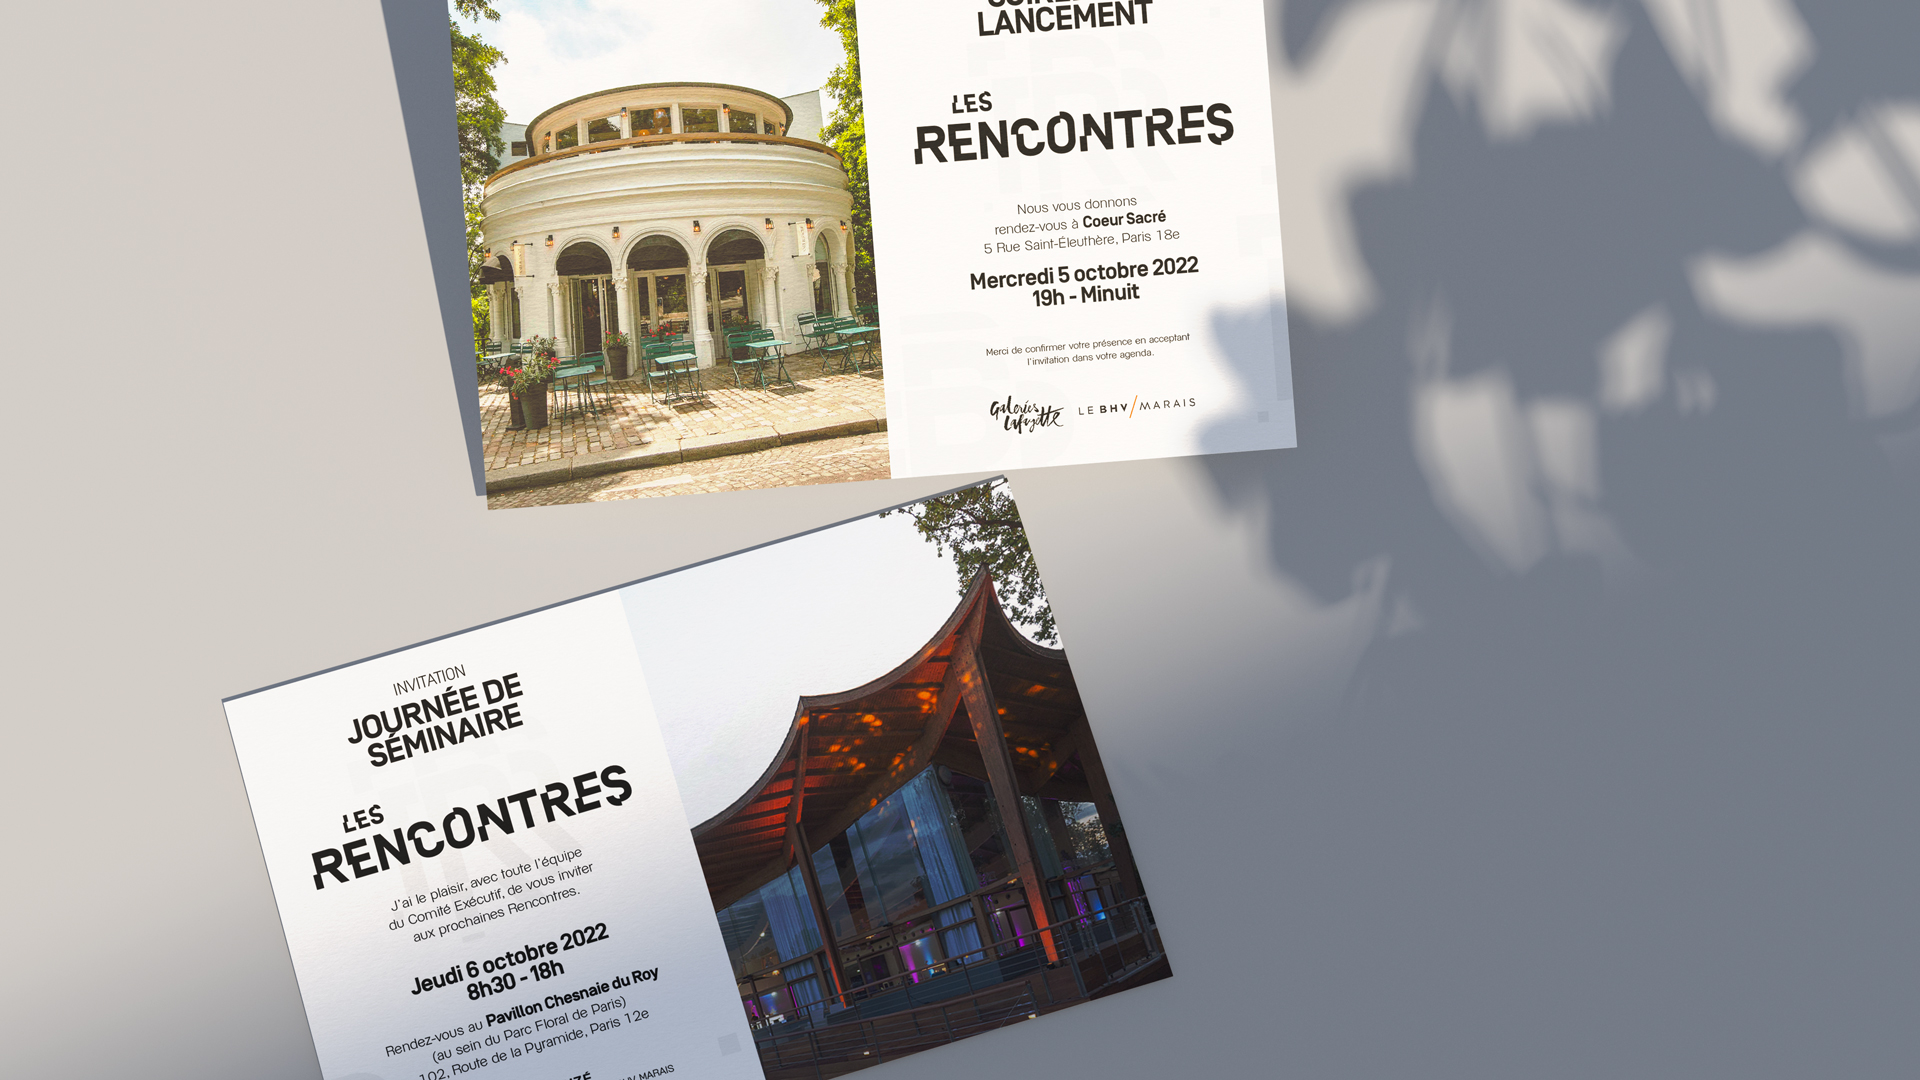 LANCEMENT
LES
RENCONTRES
Nous vous donnons
rendez-vous à Coeur Sacré
5 Rue Saint-Éleuthère, Paris 18e
Mercredi 5 octobre 2022
19h - Minuit
Merci de confirmer votre présence en acceptant
l'invitation dans votre agenda.
Galeries
Lafayette
LE BHV/MARAIS
INVITATION
JOURNÉE DE
SÉMINAIRE
LES
RENCONTRES
J'ai le plaisir, avec toute l'équipe
du Comité Exécutif, de vous inviter
aux prochaines Rencontres.
Jeudi 6 octobre 2022
8h30 - 18h
Rendez-vous au Pavillon Chesnaie du Roy
(au sein du Parc Floral de Paris)
102, Route de la Pyramide, Paris 12e
MARAIS